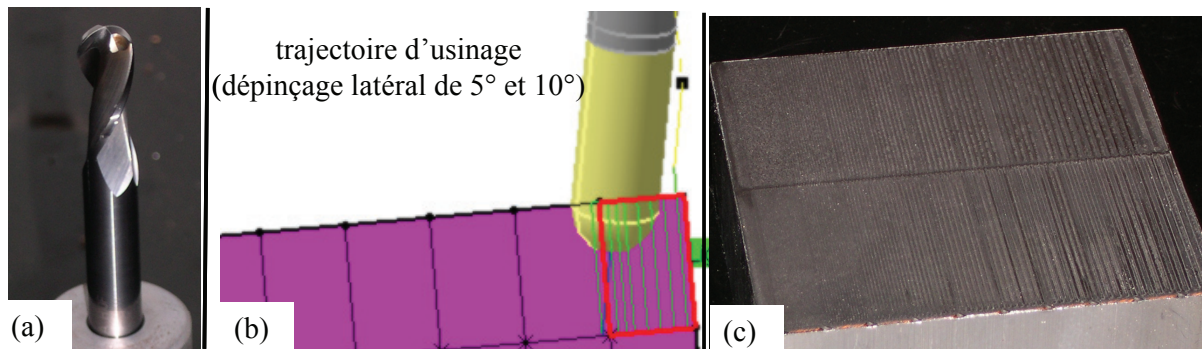 trajectoire d'usinage
(dépinçage latéral de 5° et 10°)
(a)
(b)
(c)